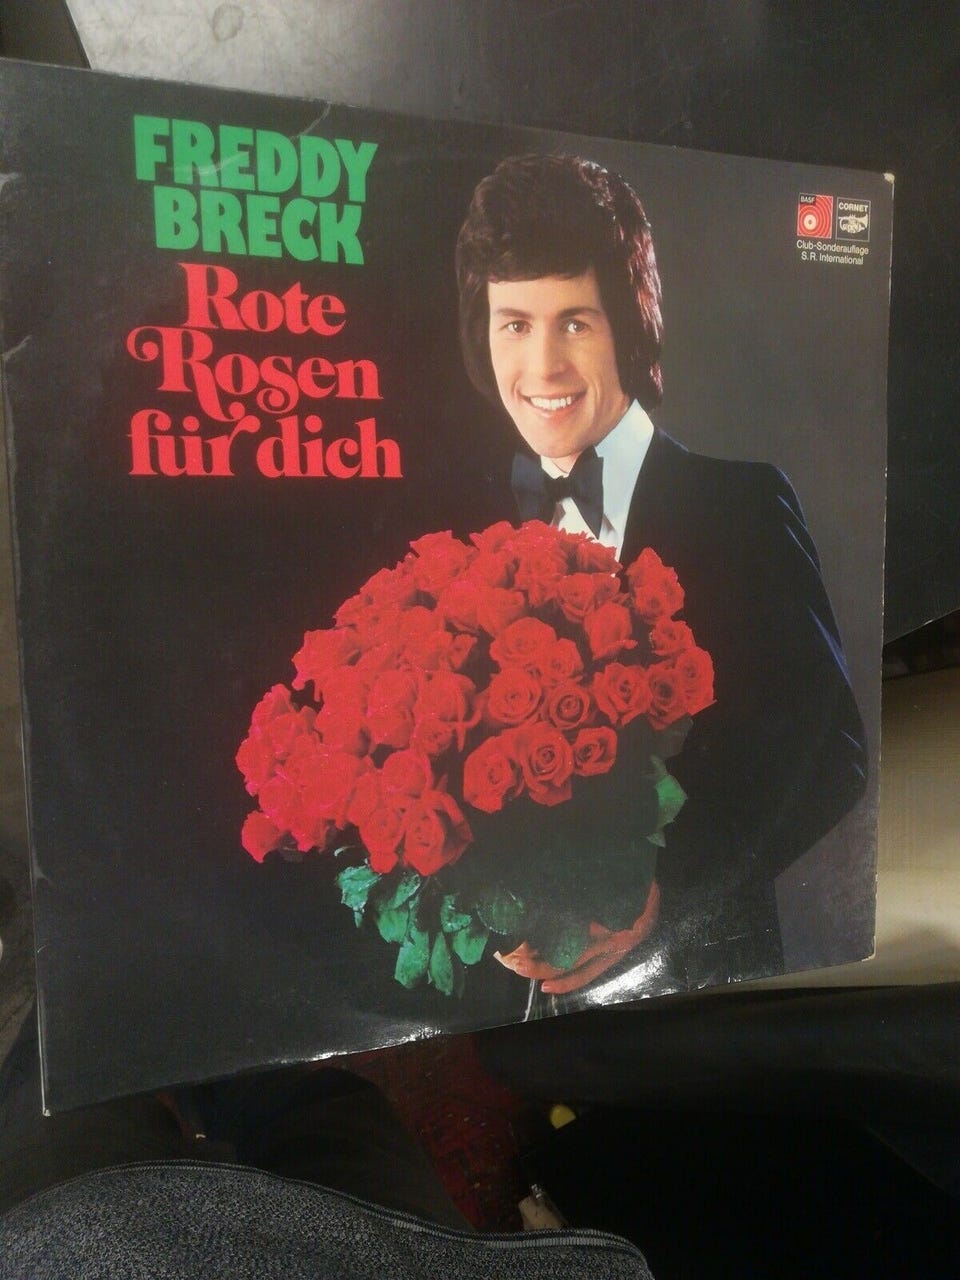 FREDDY
BRECK
Rote
Rosen
für dich
BASF
CORNET
Club-Sonderauflage
S.R. International